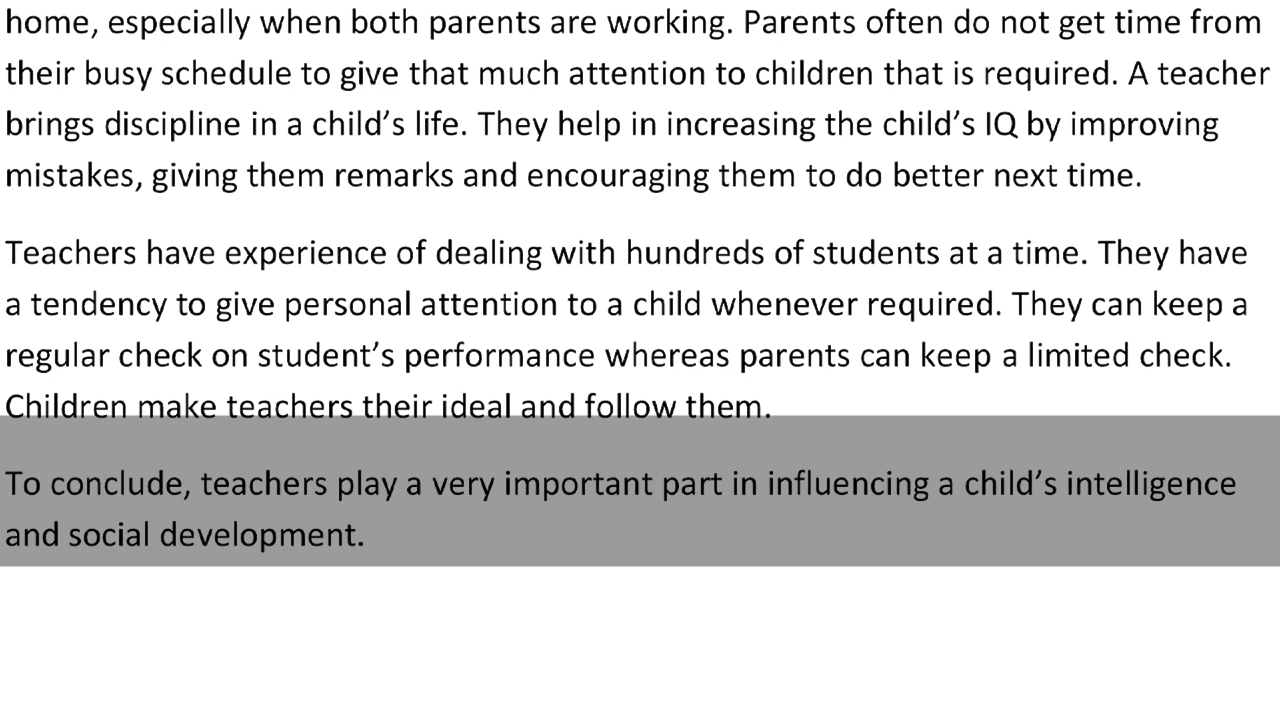 home, especially when both parents are working. Parents often do not get time from
their busy schedule to give that much attention to children that is required. A teacher
brings discipline in a child’s life. They help in increasing the child’s IQ by improving
mistakes, giving them remarks and encouraging them to do better next time.
Teachers have experience of dealing with hundreds of students at a time. They have
a tendency to give personal attention to a child whenever required. They can keep a
regular check on student’s performance whereas parents can keep a limited check.
Children make teachers their ideal and follow them.
To conclude, teachers play a very important part in influencing a child’s intelligence
and social development.